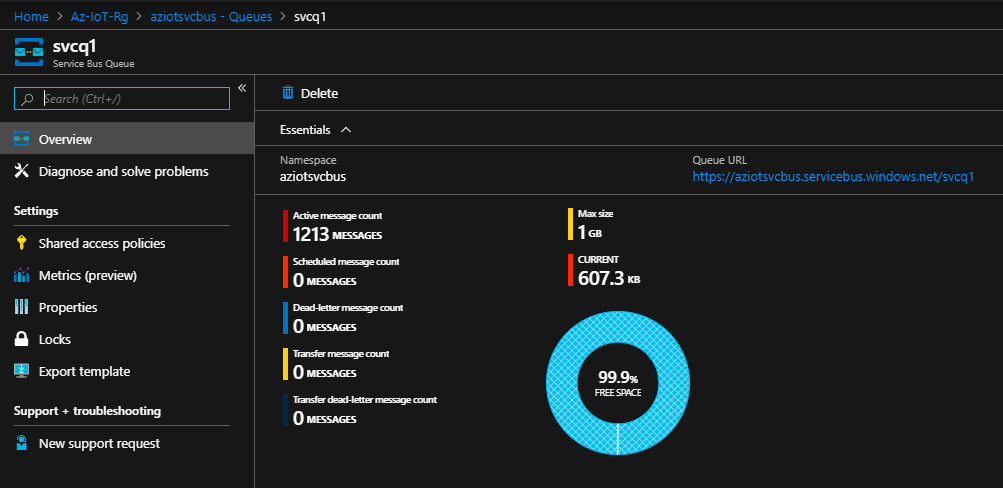 Home > Az-IoT-Rg > aziotsvcbus - Queues > svcq1
svcq1
Service Bus Queue
«
Search (Ctrl+/)
Overview
Diagnose and solve problems
Settings
Shared access policies
Metrics (preview)
Properties
Locks
Export template
Support + troubleshooting
New support request
Delete
Essentials
Namespace
aziotsvcbus
Queue URL
https://aziotsvcbus.servicebus.windows.net/svcq1
Active message count
1213 MESSAGES
Scheduled message count
0 MESSAGES
Dead-letter message count
0 MESSAGES
Transfer message count
0 MESSAGES
Transfer dead-letter message count
0 MESSAGES
Max size
1 GB
CURRENT
607.3 KB
99.9%
FREE SPACE